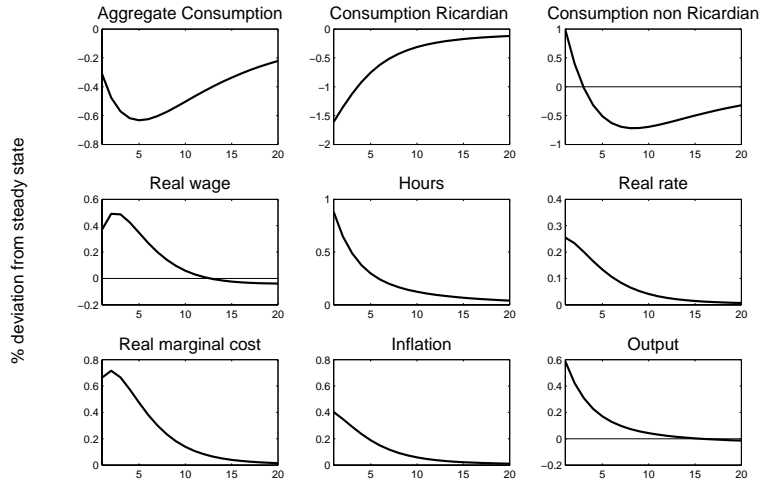 Aggregate Consumption
0
−0.2
−0.4
−0.6
−0.8
5 10 15 20
Consumption Ricardian
0
−0.5
−1
−1.5
−2
5 10 15 20
Consumption non Ricardian
1
0.5
0
−0.5
−1
5 10 15 20
% deviation from steady state
Real wage
0.6
0.4
0.2
0
−0.2
5 10 15 20
Hours
1
0.5
0
5 10 15 20
Real rate
0.4
0.3
0.2
0.1
0
5 10 15 20
Real marginal cost
0.8
0.6
0.4
0.2
0
5 10 15 20
Inflation
0.8
0.6
0.4
0.2
0
5 10 15 20
Output
0.6
0.4
0.2
0
−0.2
5 10 15 20